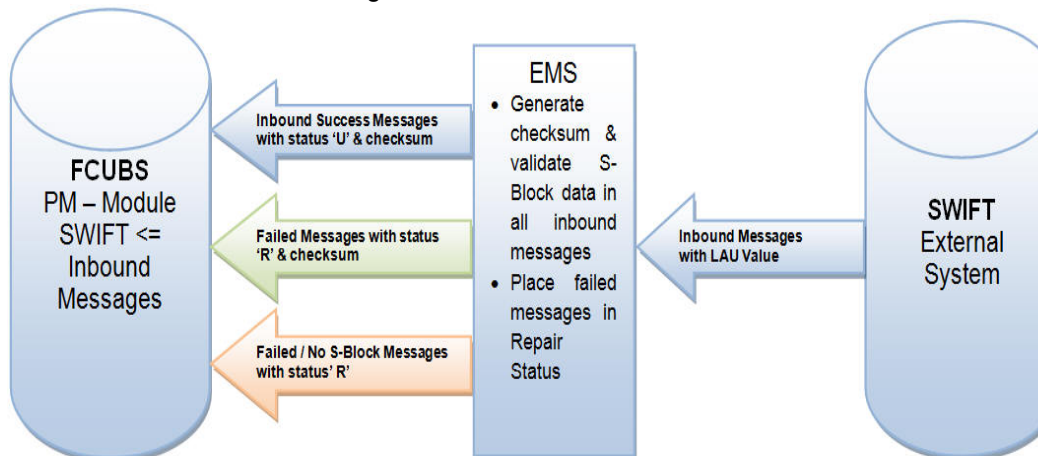 FCUBS
PM – Module
SWIFT <=
Inbound
Messages
Inbound Success Messages
with status 'U' & checksum
Failed Messages with status
'R' & checksum
Failed / No S-Block Messages
with status' R'
EMS
• Generate
checksum &
validate S-
Block data in
all inbound
messages
• Place failed
messages in
Repair
Status
Inbound Messages
with LAU Value
SWIFT
External
System